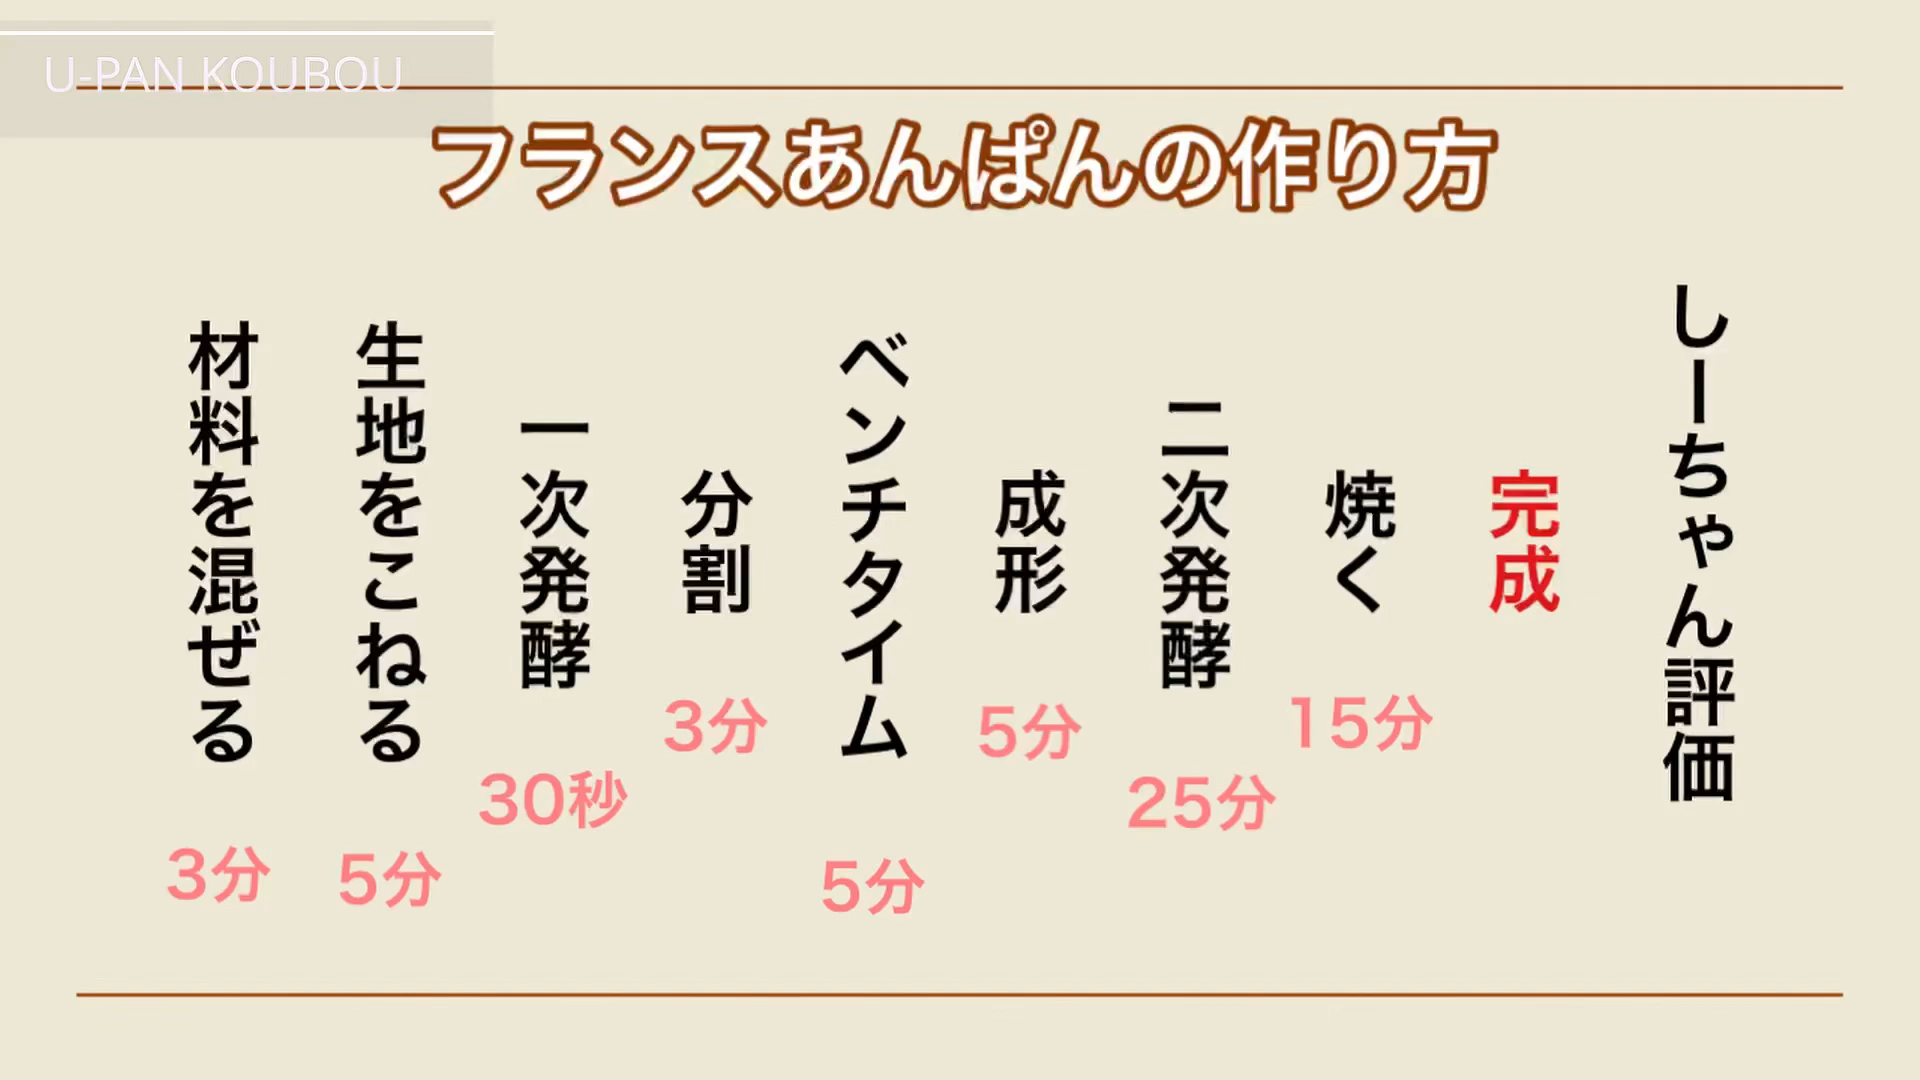 U-PAN KOUBOU
フランスあんぱんの作り方
材料を混ぜる
3分
生地をこねる
5分
一次発酵
30秒
分割
3分
ベンチタイム
5分
成形
5分
二次発酵
25分
焼く
15分
完成
しーちゃん評価